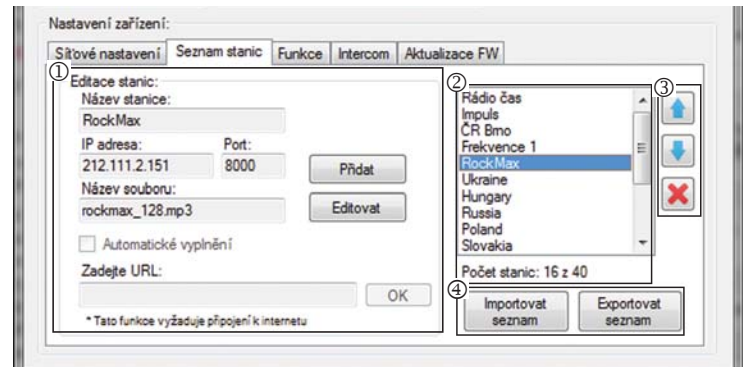 Nastavení zařízení:
Síťové nastavení Seznam stanic Funkce Intercom Aktualizace FW
①
Editace stanic:
Název stanice:
RockMax
IP adresa: Port:
212.111.2.151 8000
Přidat
Název souboru:
rockmax_128.mp3
Editovat
Automatické vyplnění
Zadejte URL:
OK
* Tato funkce vyžaduje připojení k internetu
②
Rádio čas
Impuls
ČR Brno
Frekvence 1
RockMax
Ukraine
Hungary
Russia
Poland
Slovakia
Počet stanic: 16 z 40
③
④
Importovat
seznam
Exportovat
seznam